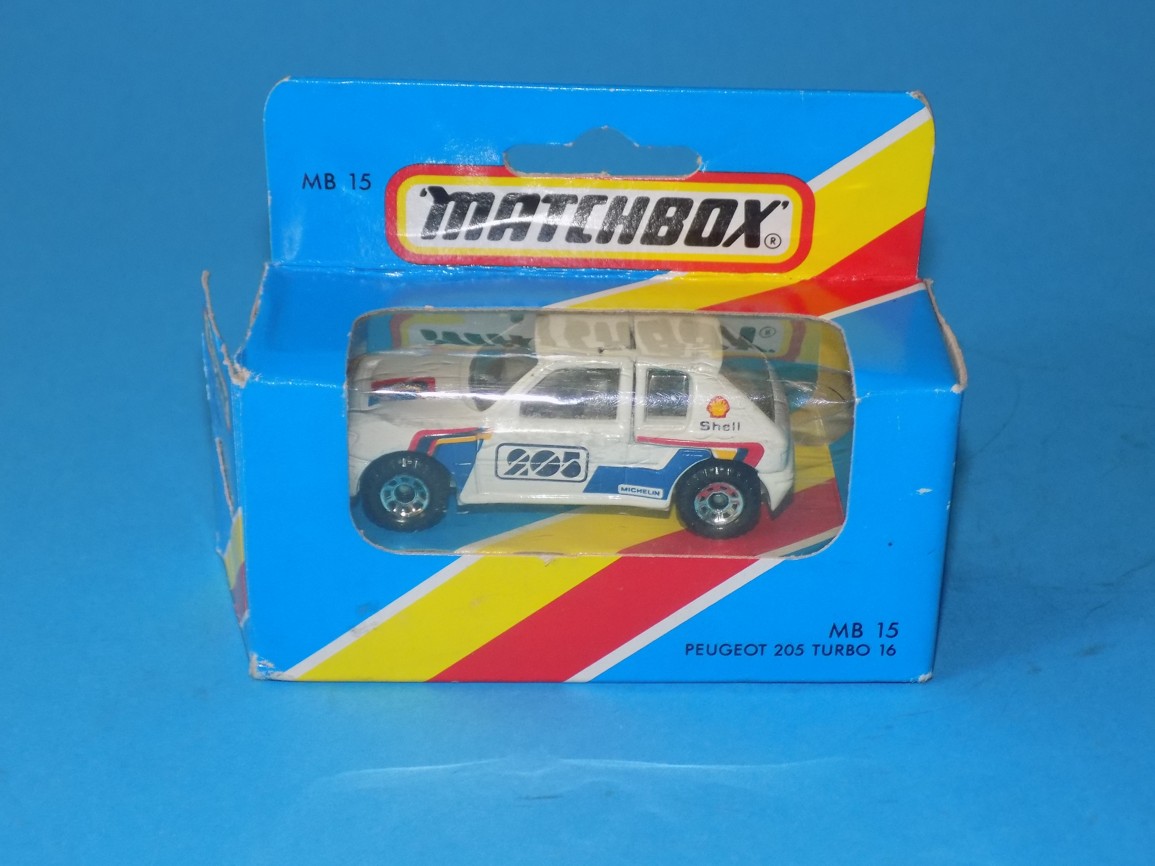 MB 15
'MATCHBOX'®
Shell
205
MICHELIN
MB 15
PEUGEOT 205 TURBO 16